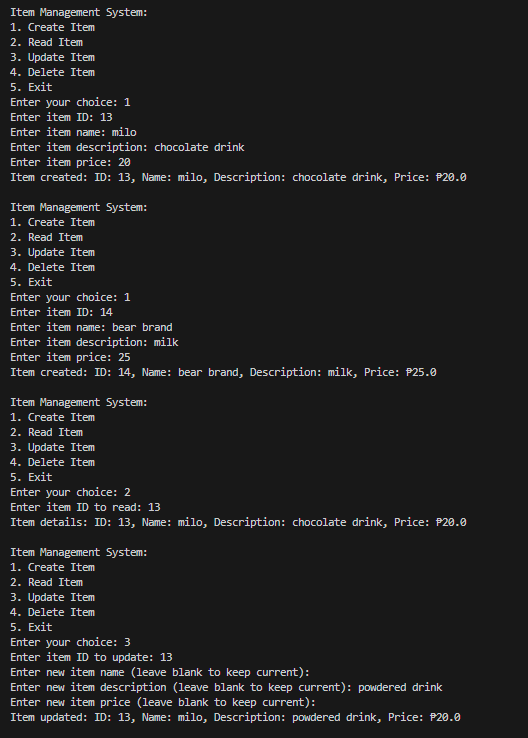 Item Management System:
1. Create Item
2. Read Item
3. Update Item
4. Delete Item
5. Exit
Enter your choice: 1
Enter item ID: 13
Enter item name: milo
Enter item description: chocolate drink
Enter item price: 20
Item created: ID: 13, Name: milo, Description: chocolate drink, Price: ₱20.0
Item Management System:
1. Create Item
2. Read Item
3. Update Item
4. Delete Item
5. Exit
Enter your choice: 1
Enter item ID: 14
Enter item name: bear brand
Enter item description: milk
Enter item price: 25
Item created: ID: 14, Name: bear brand, Description: milk, Price: ₱25.0
Item Management System:
1. Create Item
2. Read Item
3. Update Item
4. Delete Item
5. Exit
Enter your choice: 2
Enter item ID to read: 13
Item details: ID: 13, Name: milo, Description: chocolate drink, Price: ₱20.0
Item Management System:
1. Create Item
2. Read Item
3. Update Item
4. Delete Item
5. Exit
Enter your choice: 3
Enter item ID to update: 13
Enter new item name (leave blank to keep current):
Enter new item description (leave blank to keep current): powdered drink
Enter new item price (leave blank to keep current):
Item updated: ID: 13, Name: milo, Description: powdered drink, Price: ₱20.0